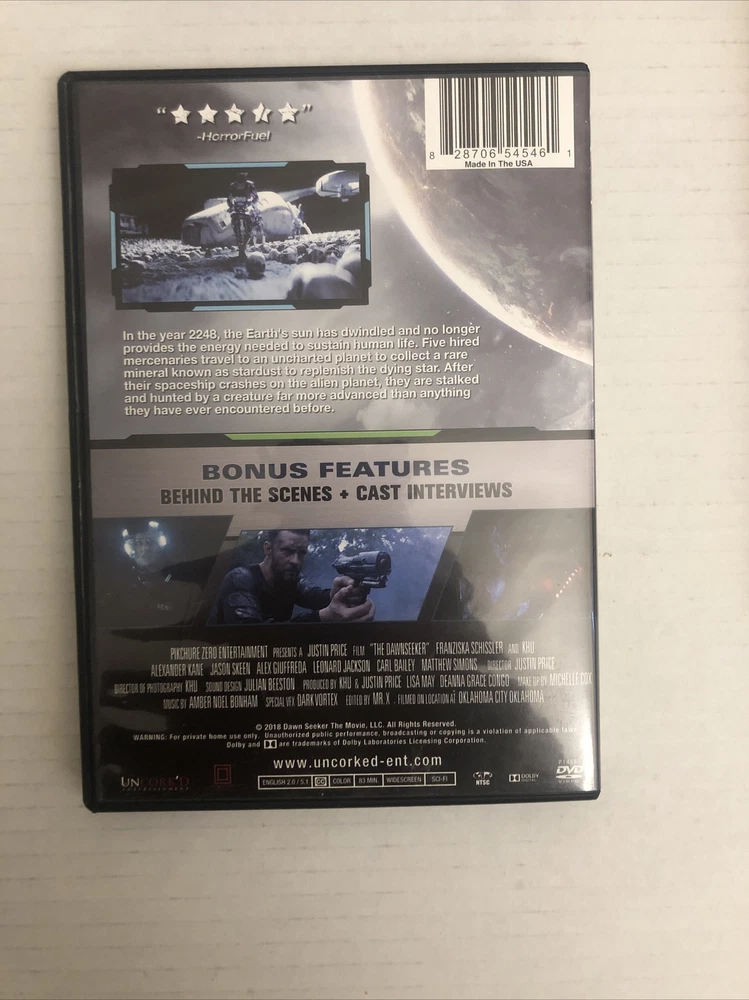 “ ”
-HorrorFuel
8 28706 54546 1
Made In The USA
In the year 2248, the Earth's sun has dwindled and no longer
provides the energy needed to sustain human life. Five hired
mercenaries travel to an uncharted planet to collect a rare
mineral known as stardust to replenish the dying star. After
their spaceship crashes on the alien planet, they are stalked
and hunted by a creature far more advanced than anything
they have ever encountered before.
BONUS FEATURES
BEHIND THE SCENES + CAST INTERVIEWS
PIKCHURE ZERO ENTERTAINMENT PRESENTS A JUSTIN PRICE FILM "THE DAWNSEEKER" FRANZISKA SCHISSLER AND KHU
ALEXANDER KANE JASON SKEEN ALEX GIUFFREDA LEONARD JACKSON CARL BAILEY MATTHEW SIMONS DIRECTOR JUSTIN PRICE
DIRECTOR OF PHOTOGRAPHY KHU SOUND DESIGN JULIAN BEESTON PRODUCED BY KHU & JUSTIN PRICE LISA MAY DEANNA GRACE CONGO MAKE UP BY MICHELLE COX
MUSIC BY AMBER NOEL BONHAM SPECIAL VFX DARK VORTEX EDITED BY MR.X FILMED ON LOCATION AT OKLAHOMA CITY OKLAHOMA
© 2018 Dawn Seeker The Movie, LLC. All Rights Reserved.
WARNING: For private home use only. Unauthorized public performance, broadcasting or copying is a violation of applicable laws.
Dolby and are trademarks of Dolby Laboratories Licensing Corporation.
www.uncorked-ent.com
UNCORK'D
ENTERTAINMENT
ENGLISH 2.0 / 5.1 CC COLOR 83 MIN. WIDESCREEN SCI-FI
NTSC
DOLBY
DIGITAL
DVD
VIDEO